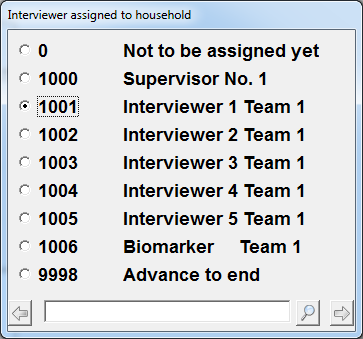 Interviewer assigned to household
0 Not to be assigned yet
1000 Supervisor No. 1
1001 Interviewer 1 Team 1
1002 Interviewer 2 Team 1
1003 Interviewer 3 Team 1
1004 Interviewer 4 Team 1
1005 Interviewer 5 Team 1
1006 Biomarker Team 1
9998 Advance to end